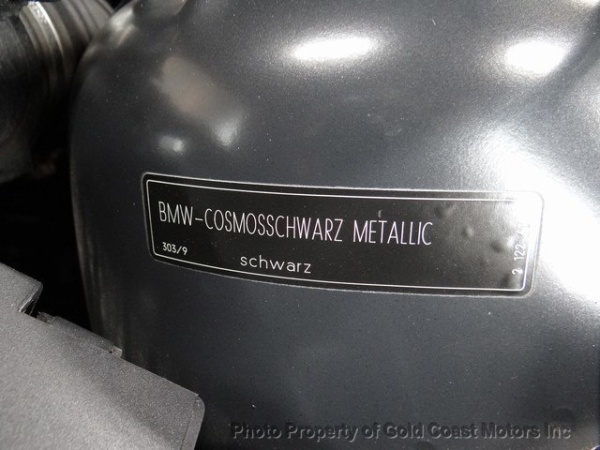 BMW-COSMOSSCHWARZ METALLIC
303/9
schwarz
Photo Property of Gold Coast Motors Inc